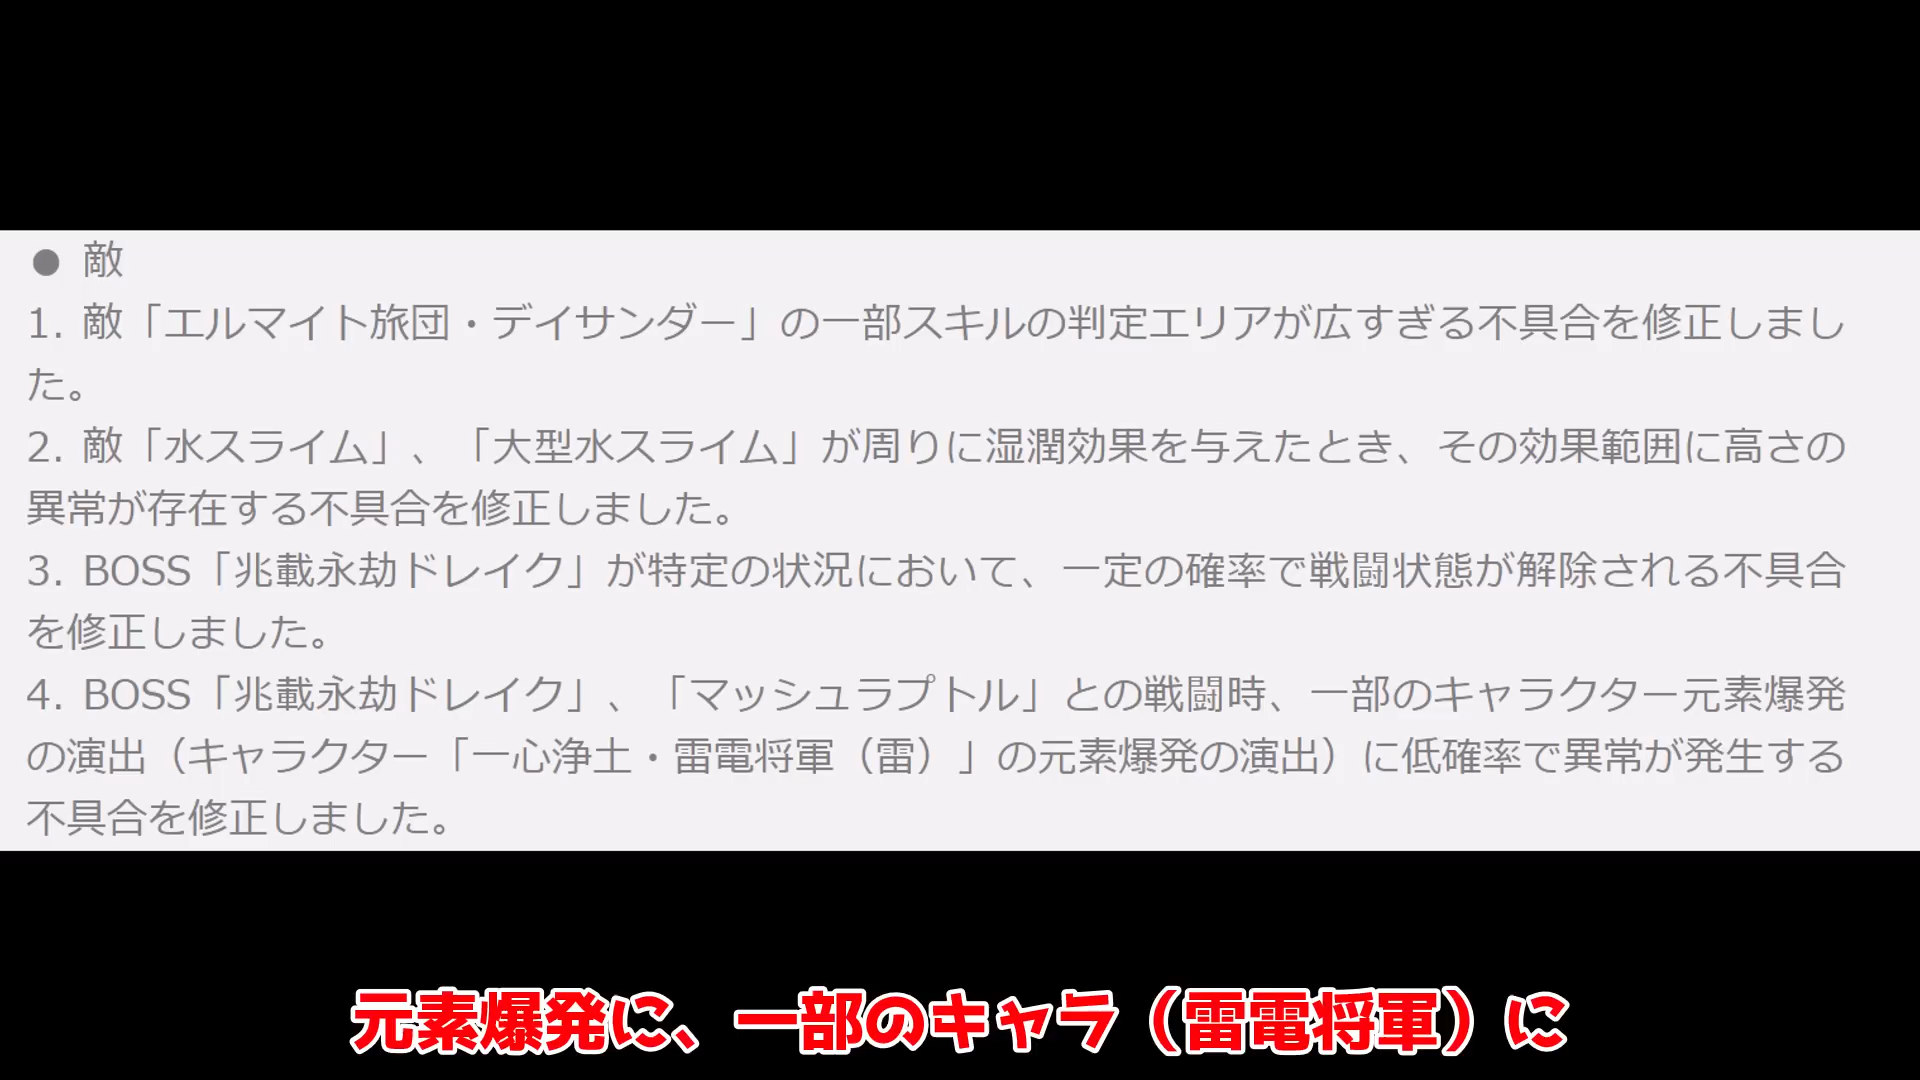 ● 敵
1. 敵「エルマイト旅団・デイサンダー」の一部スキルの判定エリアが広すぎる不具合を修正しまし
た。
2. 敵「水スライム」、「大型水スライム」が周りに湿潤効果を与えたとき、その効果範囲に高さの
異常が存在する不具合を修正しました。
3. BOSS「兆載永劫ドレイク」が特定の状況において、一定の確率で戦闘状態が解除される不具合
を修正しました。
4. BOSS「兆載永劫ドレイク」、「マッシュラプトル」との戦闘時、一部のキャラクター元素爆発
の演出（キャラクター「一心浄土・雷電将軍（雷）」の元素爆発の演出）に低確率で異常が発生する
不具合を修正しました。
元素爆発に、一部のキャラ（雷電将軍）に